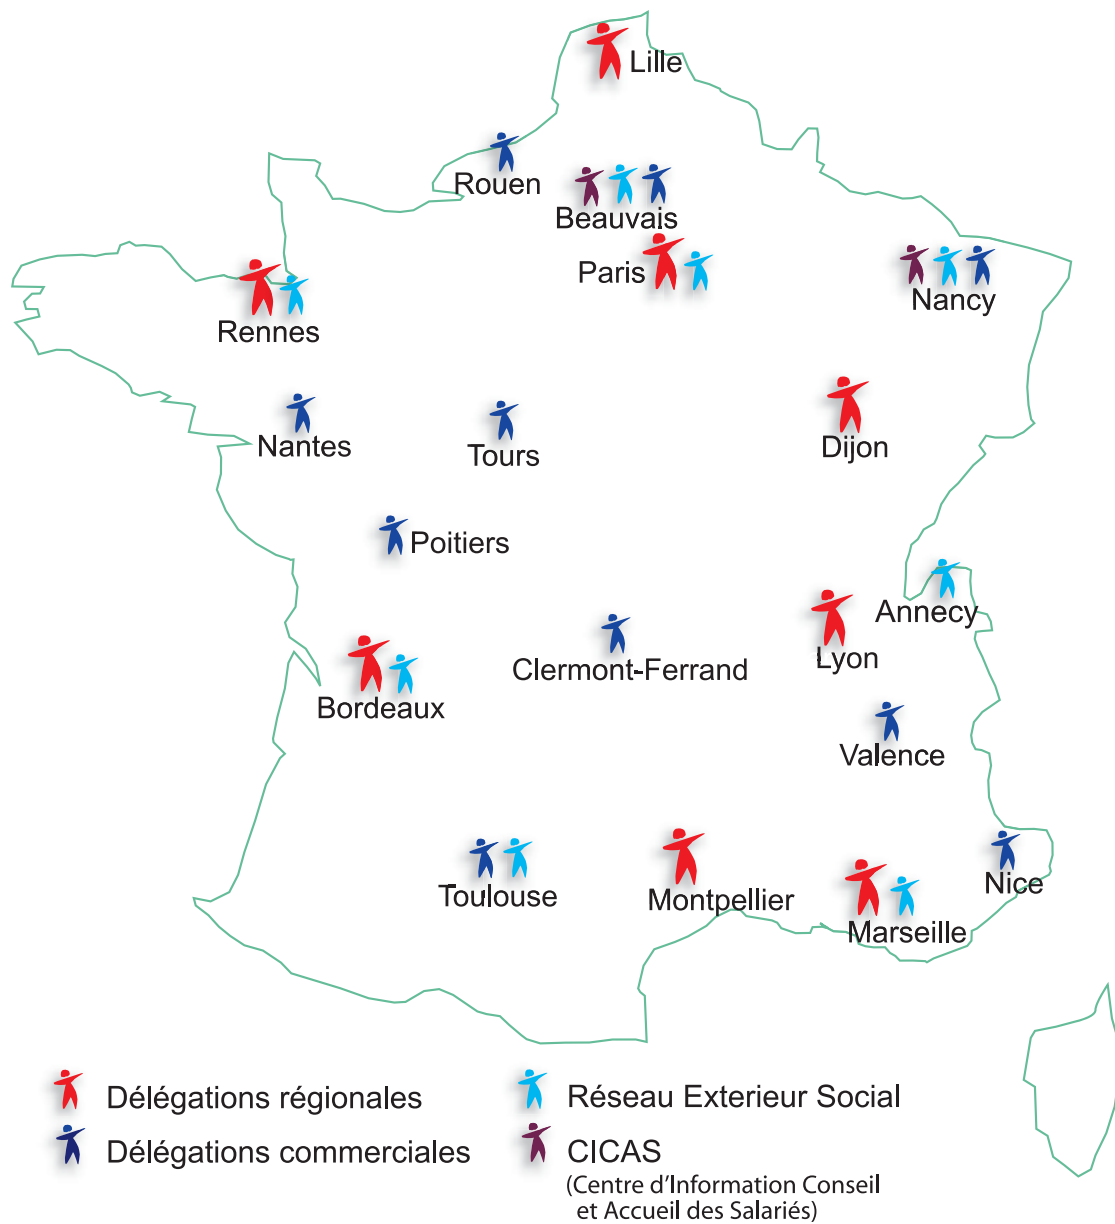 Lille
Rouen
Beauvais
Paris
Nancy
Rennes
Nantes
Tours
Dijon
Poitiers
Annecy
Lyon
Clermont-Ferrand
Bordeaux
Valence
Toulouse
Montpellier
Marseille
Nice
Délégations régionales
Délégations commerciales
Réseau Exterieur Social
CICAS
(Centre d'Information Conseil
et Accueil des Salariés)